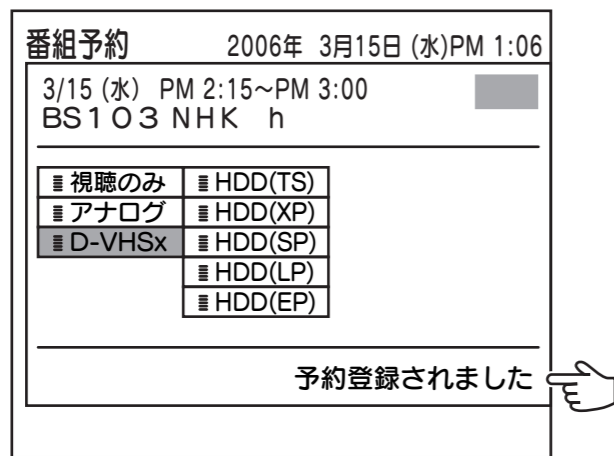 番組予約 2006年 3月15日 (水)PM 1:06
3/15 (水) PM 2:15~PM 3:00
BS103 NHK h
視聴のみ HDD(TS)
アナログ HDD(XP)
D-VHSx HDD(SP)
HDD(LP)
HDD(EP)
予約登録されました